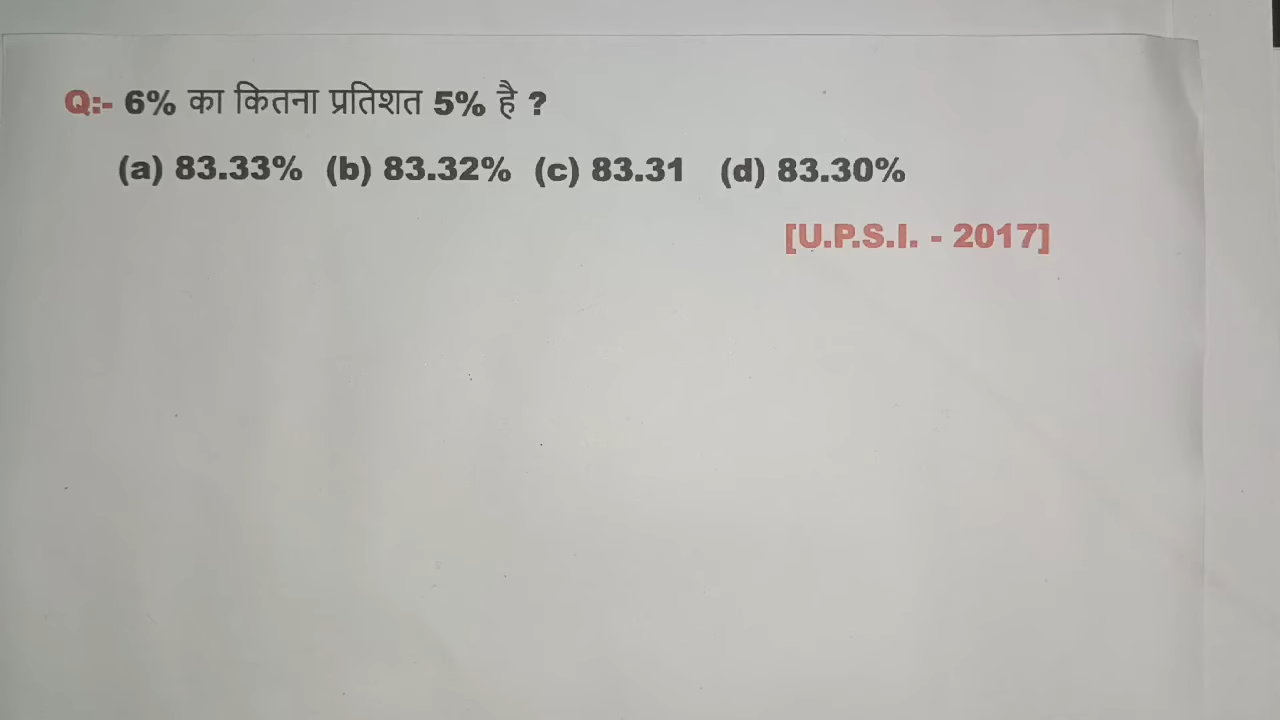 Q:- 6% का कितना प्रतिशत 5% है ?
(a) 83.33% (b) 83.32% (c) 83.31 (d) 83.30%
[U.P.S.I. - 2017]